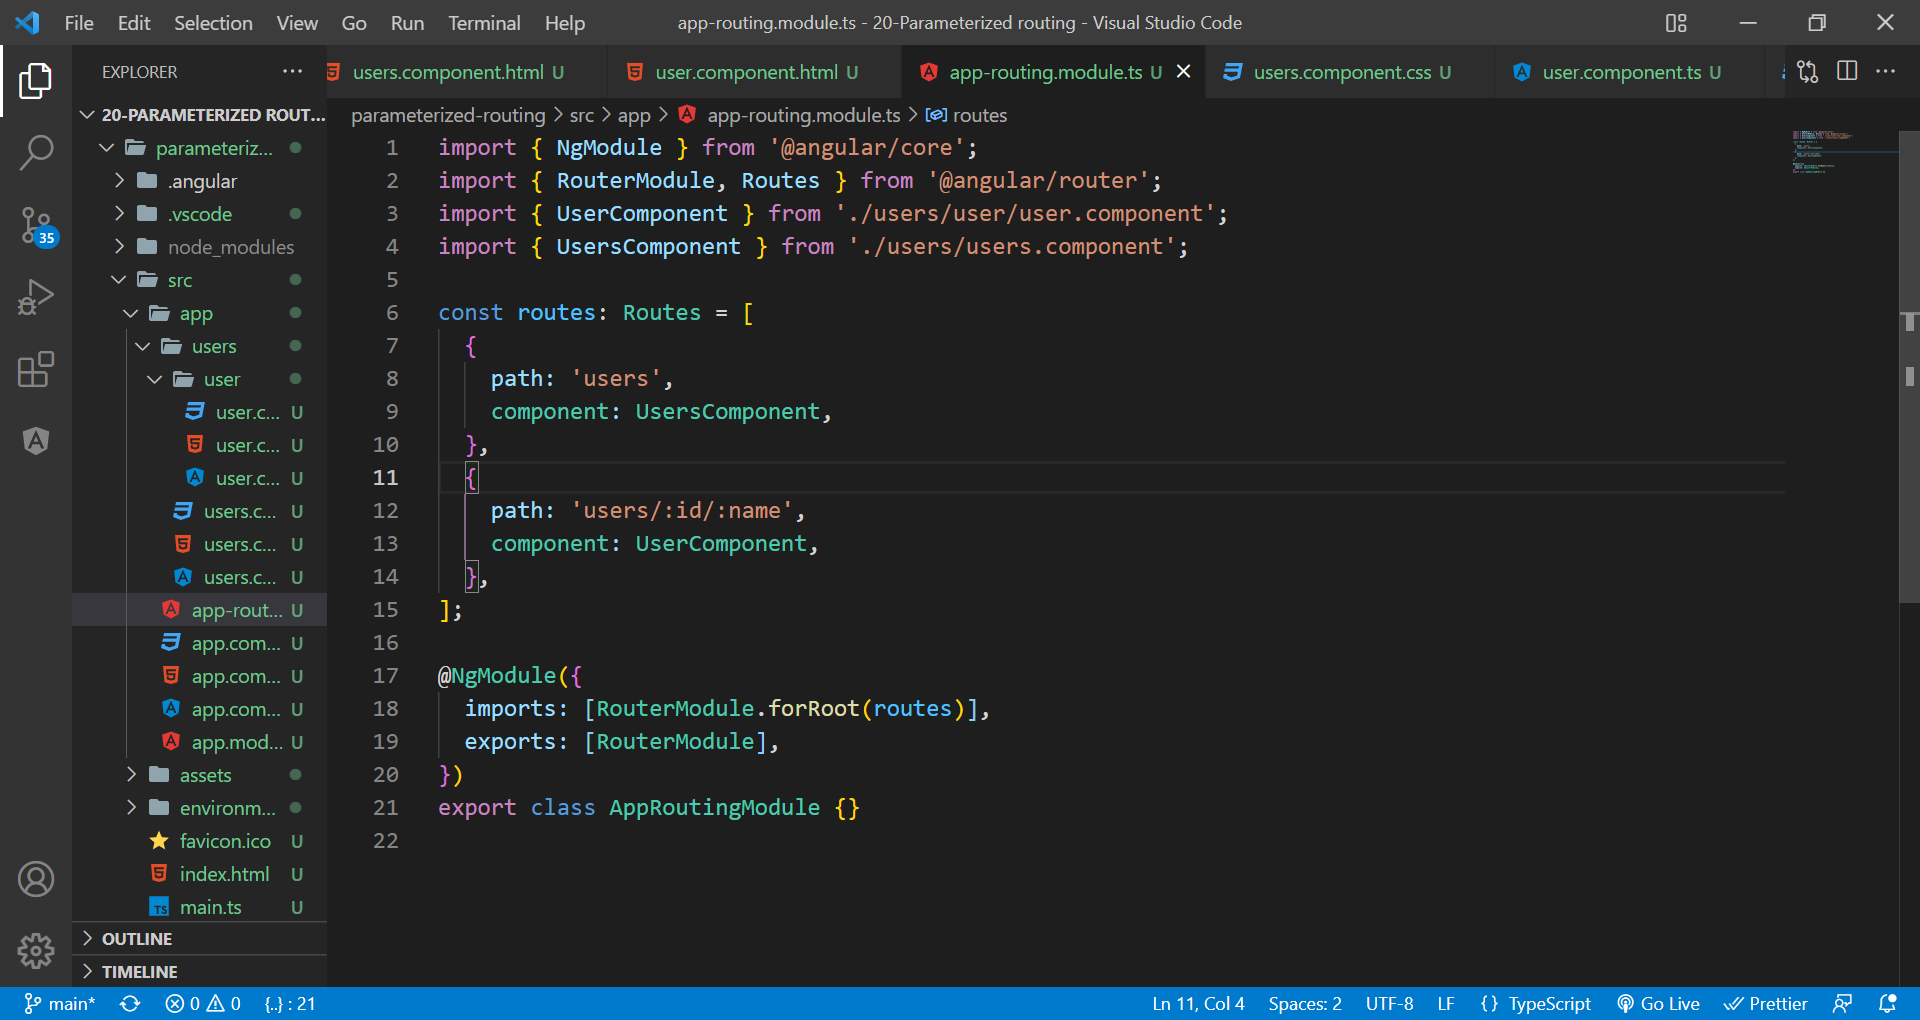 File Edit Selection View Go Run Terminal Help
app-routing.module.ts - 20-Parameterized routing - Visual Studio Code
EXPLORER
users.component.html U
user.component.html U
app-routing.module.ts U
users.component.css U
user.component.ts U
20-PARAMETERIZED ROUT...
parameteriz...
.angular
.vscode
node_modules
src
app
users
user
user.c... U
user.c... U
user.c... U
users.c... U
users.c... U
users.c... U
app-rout... U
app.com... U
app.com... U
app.com... U
app.mod... U
assets
environm...
favicon.ico U
index.html U
TS main.ts U
OUTLINE
TIMELINE
35
parameterized-routing > src > app > app-routing.module.ts > routes
1 import { NgModule } from '@angular/core';
2 import { RouterModule, Routes } from '@angular/router';
3 import { UserComponent } from './users/user/user.component';
4 import { UsersComponent } from './users/users.component';
5
6 const routes: Routes = [
7 {
8 path: 'users',
9 component: UsersComponent,
10 },
11 {
12 path: 'users/:id/:name',
13 component: UserComponent,
14 },
15 ];
16
17 @NgModule({
18 imports: [RouterModule.forRoot(routes)],
19 exports: [RouterModule],
20 })
21 export class AppRoutingModule {}
22
main* 0 0 {..} : 21 Ln 11, Col 4 Spaces: 2 UTF-8 LF {} TypeScript Go Live Prettier